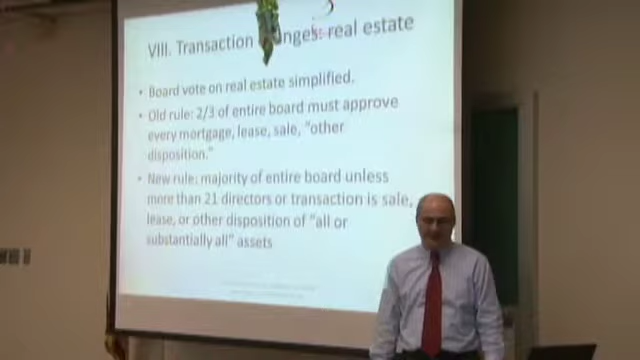 VIII. Transaction real estate
• Board vote on real estate simplified.
• Old rule: 2/3 of entire board must approve
every mortgage, lease, sale, "other
disposition."
• New rule: majority of entire board unless
more than 21 directors or transaction is sale,
lease, or other disposition of "all or
substantially all" assets